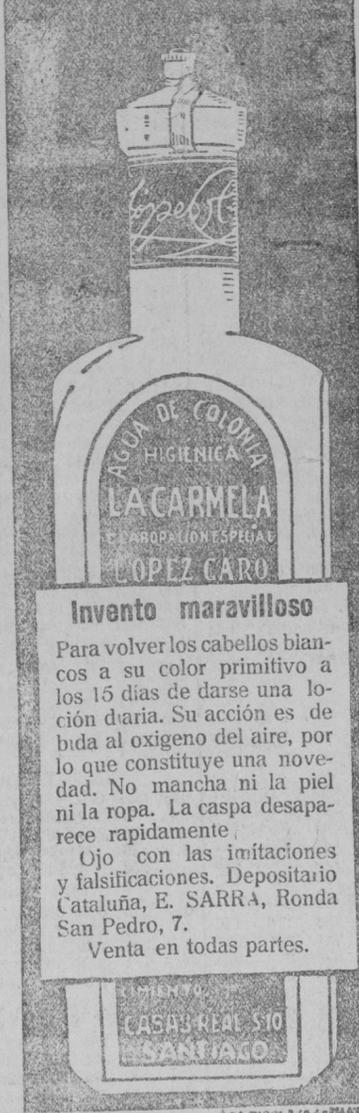 AGUA DE COLONIA
HIGIÉNICA
LA CARMELA
ELABORACION ESPECIAL
LOPEZ CARO
Invento maravilloso
Para volver los cabellos blan-
cos a su color primitivo a
los 15 días de darse una lo-
ción diaria. Su acción es de
bida al oxigeno del aire, por
lo que constituye una nove-
dad. No mancha ni la piel
ni la ropa. La caspa desapa-
rece rapidamente.
Ojo con las imitaciones
y falsificaciones. Depositario
Cataluña, E. SARRA, Ronda
San Pedro, 7.
Venta en todas partes.
CASAS REAL S10
SANTIAGO